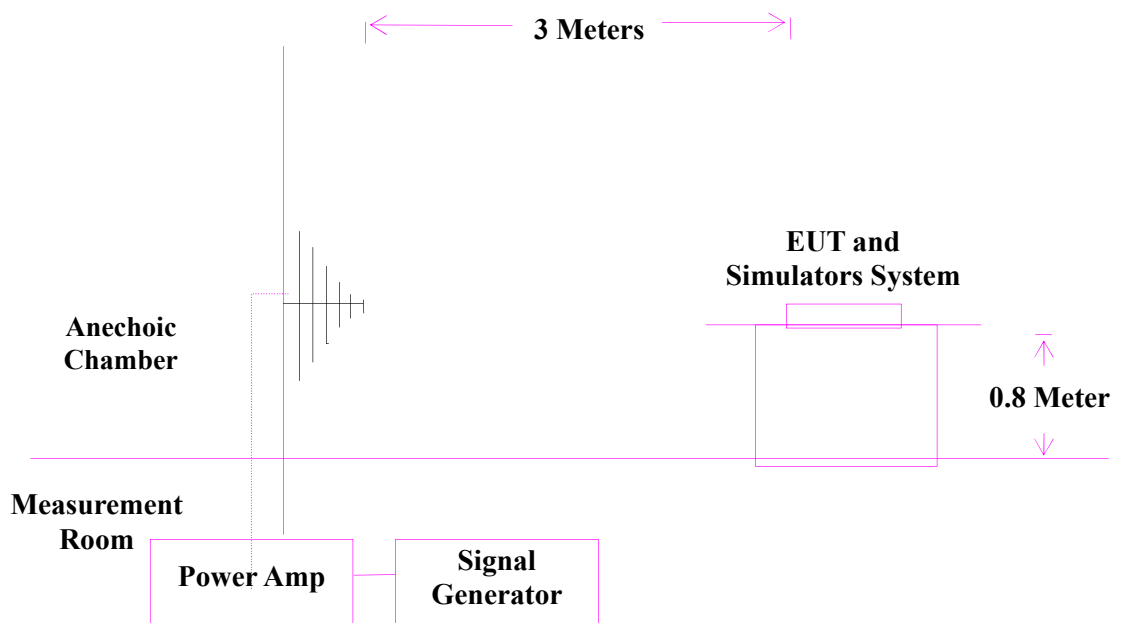 3 Meters
EUT and
Simulators System
Anechoic
Chamber
0.8 Meter
Measurement
Room
Power Amp
Signal
Generator